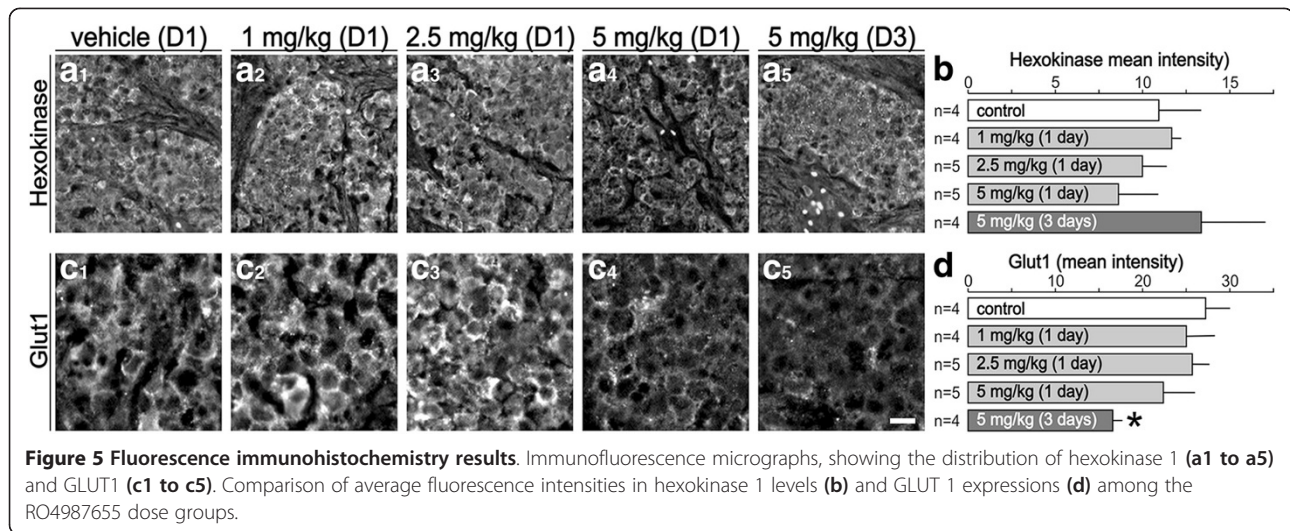 vehicle (D1) 1 mg/kg (D1) 2.5 mg/kg (D1) 5 mg/kg (D1) 5 mg/kg (D3)
Hexokinase
a1 a2 a3 a4 a5
b
Hexokinase mean intensity)
0 5 10 15
n=4 control
n=4 1 mg/kg (1 day)
n=5 2.5 mg/kg (1 day)
n=5 5 mg/kg (1 day)
n=4 5 mg/kg (3 days)
Glut1
c1 c2 c3 c4 c5
d
Glut1 (mean intensity)
0 10 20 30
n=4 control
n=4 1 mg/kg (1 day)
n=5 2.5 mg/kg (1 day)
n=5 5 mg/kg (1 day)
n=4 5 mg/kg (3 days) *
Figure 5 Fluorescence immunohistochemistry results. Immunofluorescence micrographs, showing the distribution of hexokinase 1 (a1 to a5)
and GLUT1 (c1 to c5). Comparison of average fluorescence intensities in hexokinase 1 levels (b) and GLUT 1 expressions (d) among the
RO4987655 dose groups.